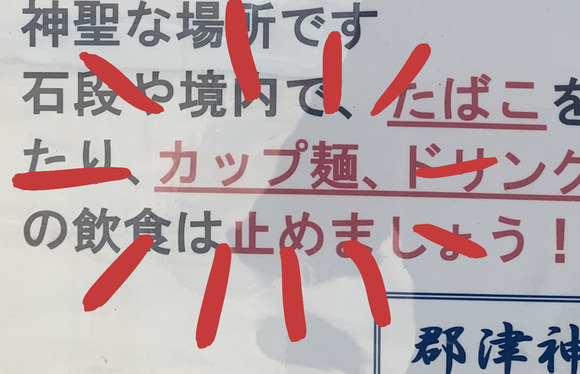 神聖な場所です
石段や境内で、たばこを
たり、カップ麺、ドリンク
の飲食は止めましょう!
郡津神